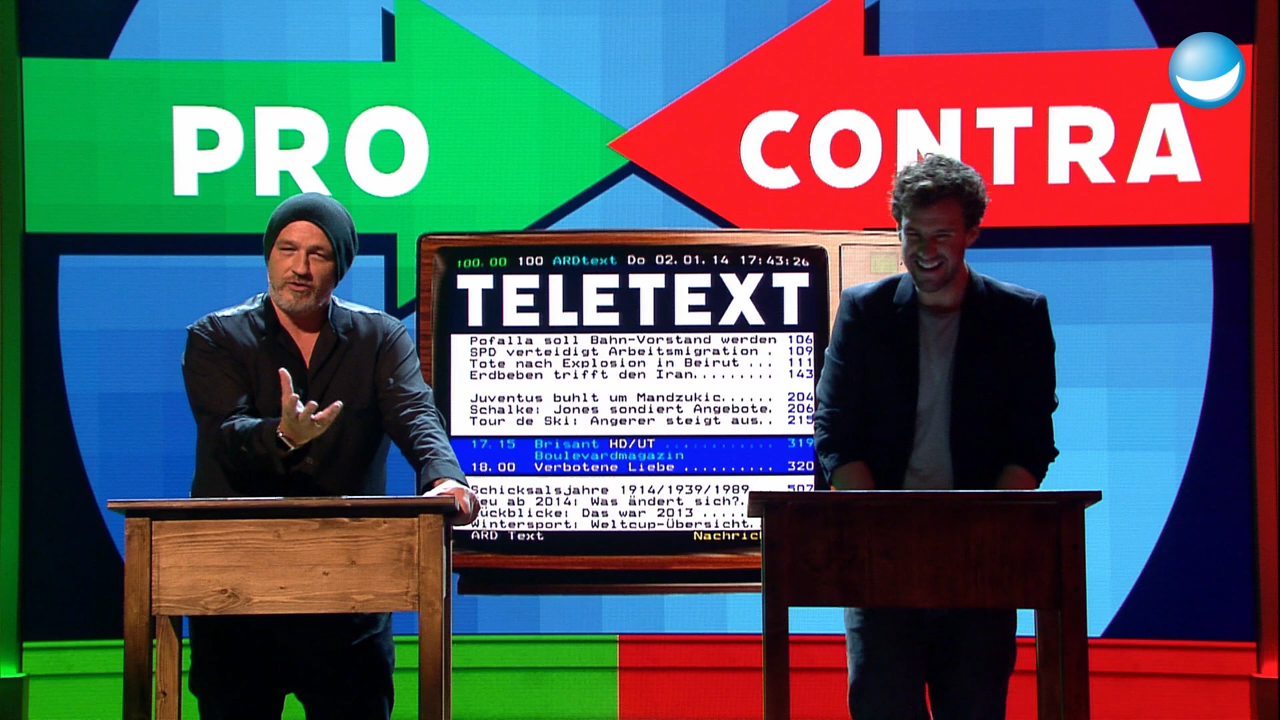 PRO
CONTRA
100.00 100 ARDtext Do 02.01.14 17:43:26
TELETEXT
Pofalla soll Bahn-Vorstand werden 106
SPD verteidigt Arbeitsmigration . 109
Tote nach Explosion in Beirut ... 111
Erdbeben trifft den Iran......... 143
Juventus buhlt um Mandzukic...... 204
Schalke: Jones sondiert Angebote. 206
Tour de Ski: Angerer steigt aus.. 215
17.15 Brisant HD/UT ............ 319
Boulevardmagazin
18.00 Verbotene Liebe .......... 320
Schicksalsjahre 1914/1939/1989 507
eu ab 2014: Was ändert sich?.
ückblicke: Das war 2013 .....
Wintersport: Weltcup-Übersicht.
ARD Text Nachric